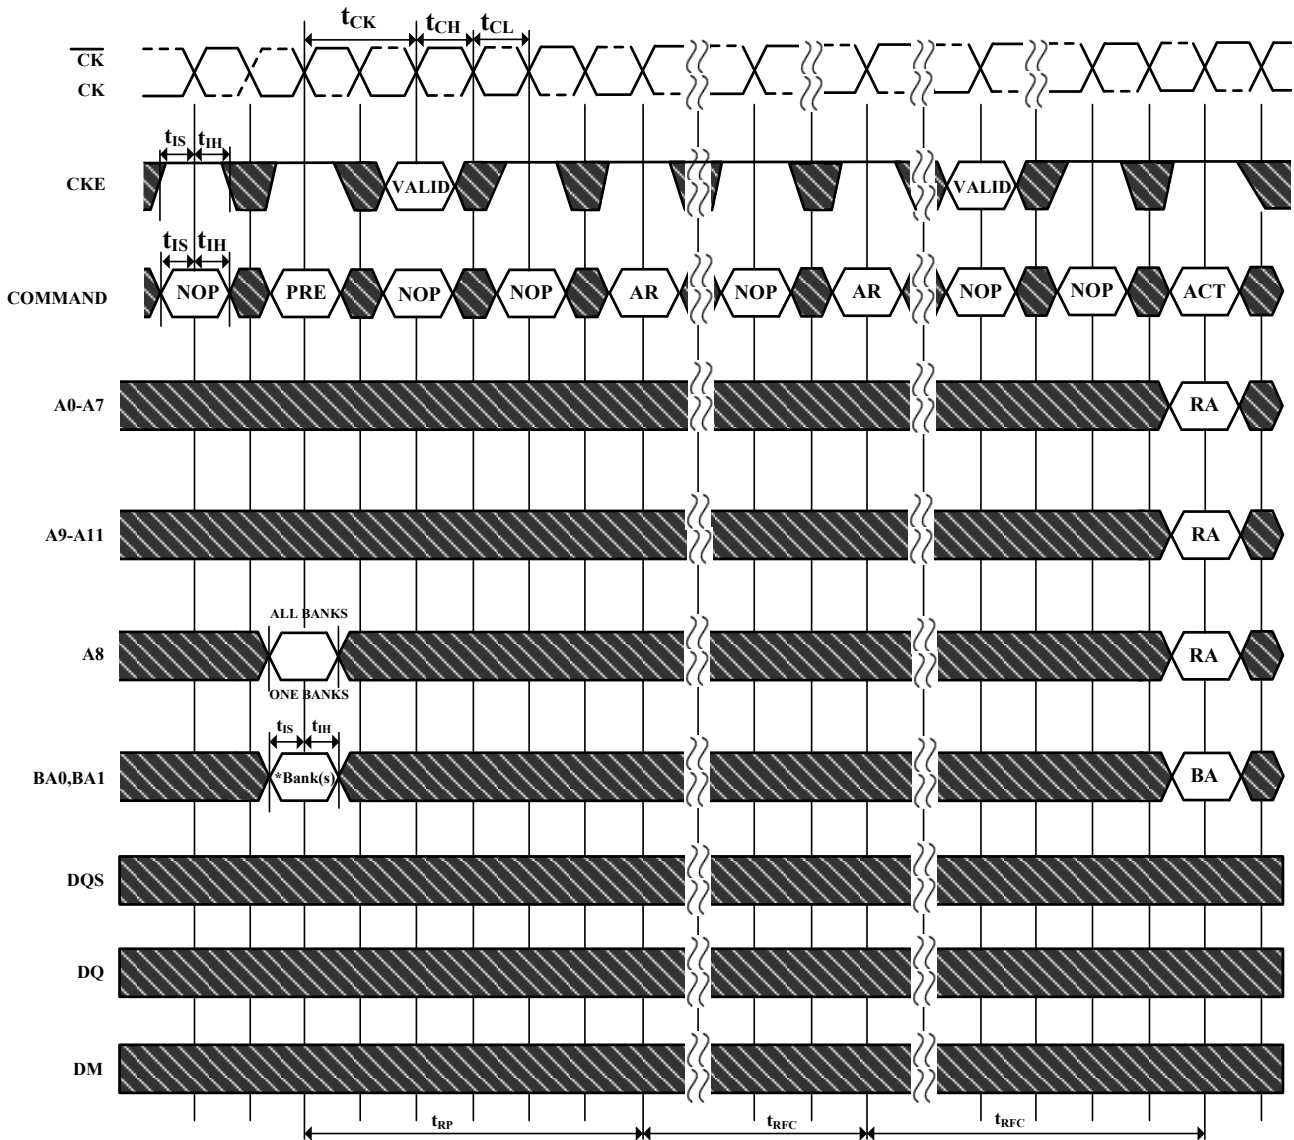 tCK tCH tCL
CK
CK
tIS tIH
CKE VALID VALID
tIS tIH
COMMAND NOP PRE NOP NOP AR NOP AR NOP NOP ACT
A0-A7 RA
A9-A11 RA
ALL BANKS
A8 RA
ONE BANKS
tIS tIH
BA0,BA1 *Bank(s) BA
DQS
DQ
DM
tRP tRFC tRFC